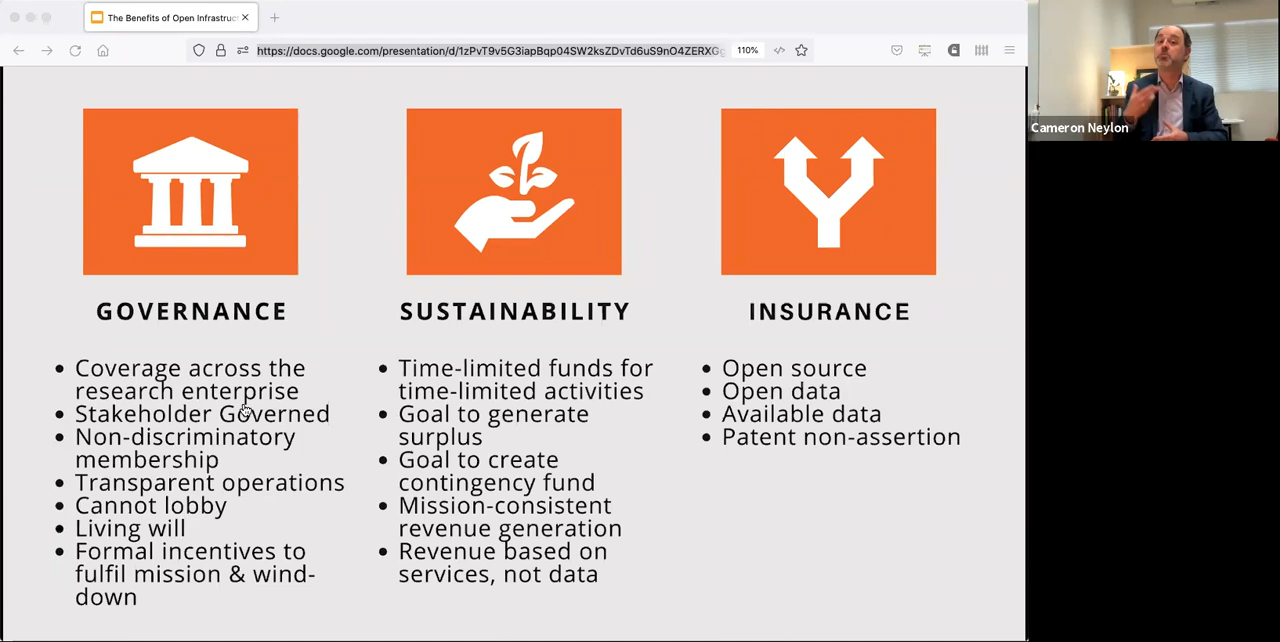 The Benefits of Open Infrastruc
https://docs.google.com/presentation/d/1zPvT9v5G3iapBqp04SW2ksZDvTd6uS9nO4ZERXG
110%
Cameron Neylon
GOVERNANCE
Coverage across the
research enterprise
Stakeholder Governed
Non-discriminatory
membership
Transparent operations
Cannot lobby
Living will
Formal incentives to
fulfil mission & wind-
down
SUSTAINABILITY
Time-limited funds for
time-limited activities
Goal to generate
surplus
Goal to create
contingency fund
Mission-consistent
revenue generation
Revenue based on
services, not data
INSURANCE
Open source
Open data
Available data
Patent non-assertion